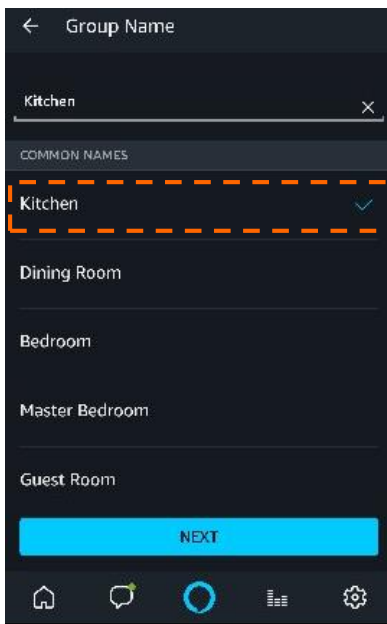 Group Name
Kitchen
COMMON NAMES
Kitchen
Dining Room
Bedroom
Master Bedroom
Guest Room
NEXT